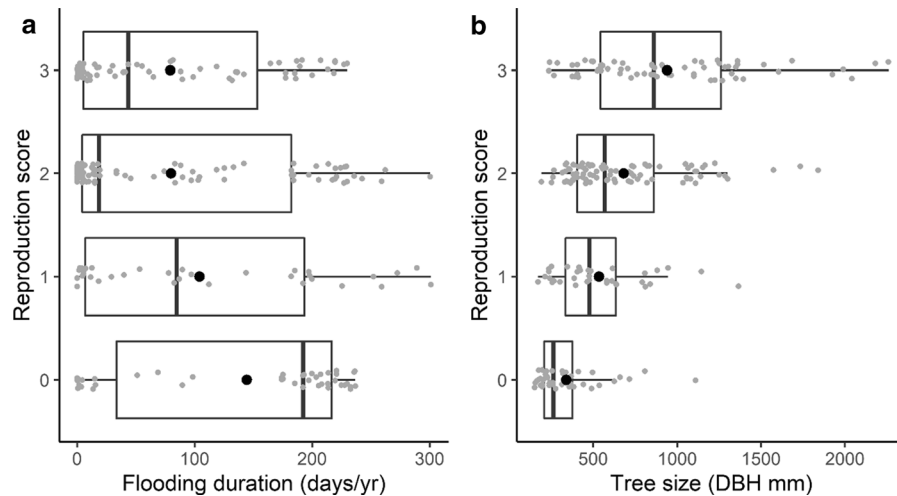 a
Reproduction score
3
2
1
0
0
100
200
300
Flooding duration (days/yr)
b
Reproduction score
3
2
1
0
500
1000
1500
2000
Tree size (DBH mm)